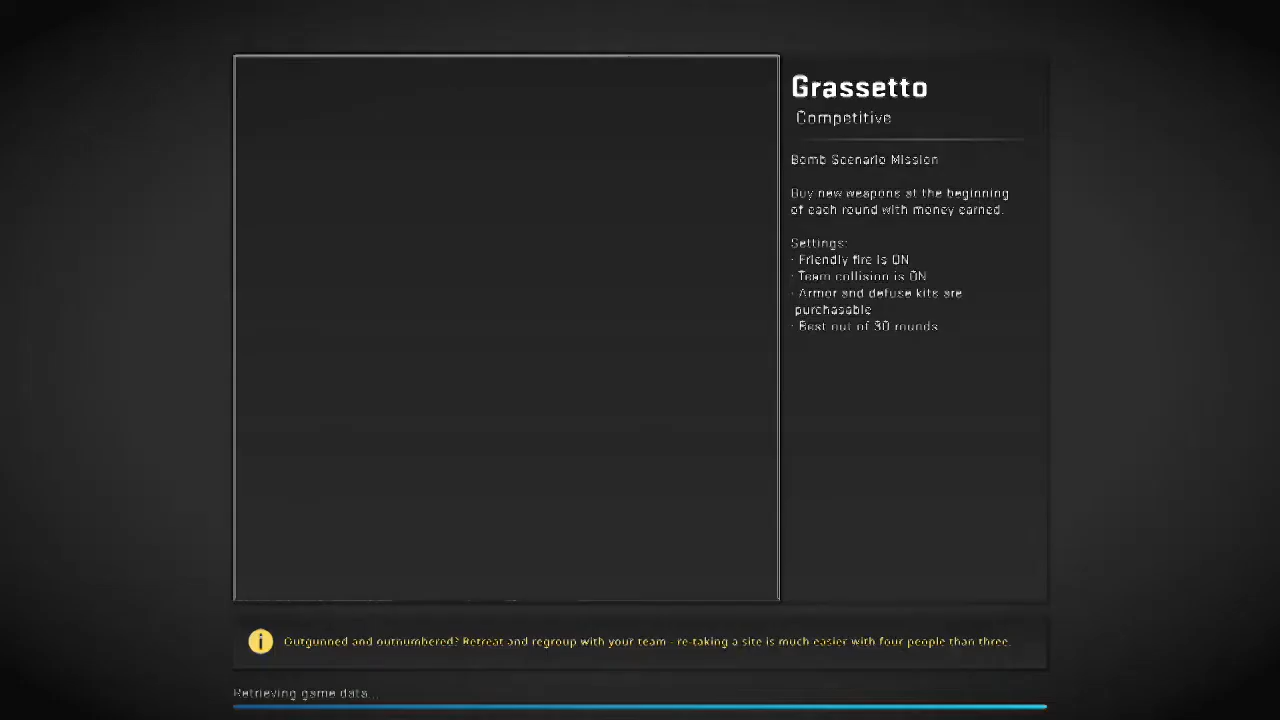 Grassetto
Competitive
Bomb Scenario Mission
Buy new weapons at the beginning
of each round with money earned.
Settings:
· Friendly fire is ON
· Team collision is ON
· Armor and defuse kits are
purchasable
· Best out of 30 rounds
Outgunned and outnumbered? Retreat and regroup with your team - re-taking a site is much easier with four people than three.
Retrieving game data...